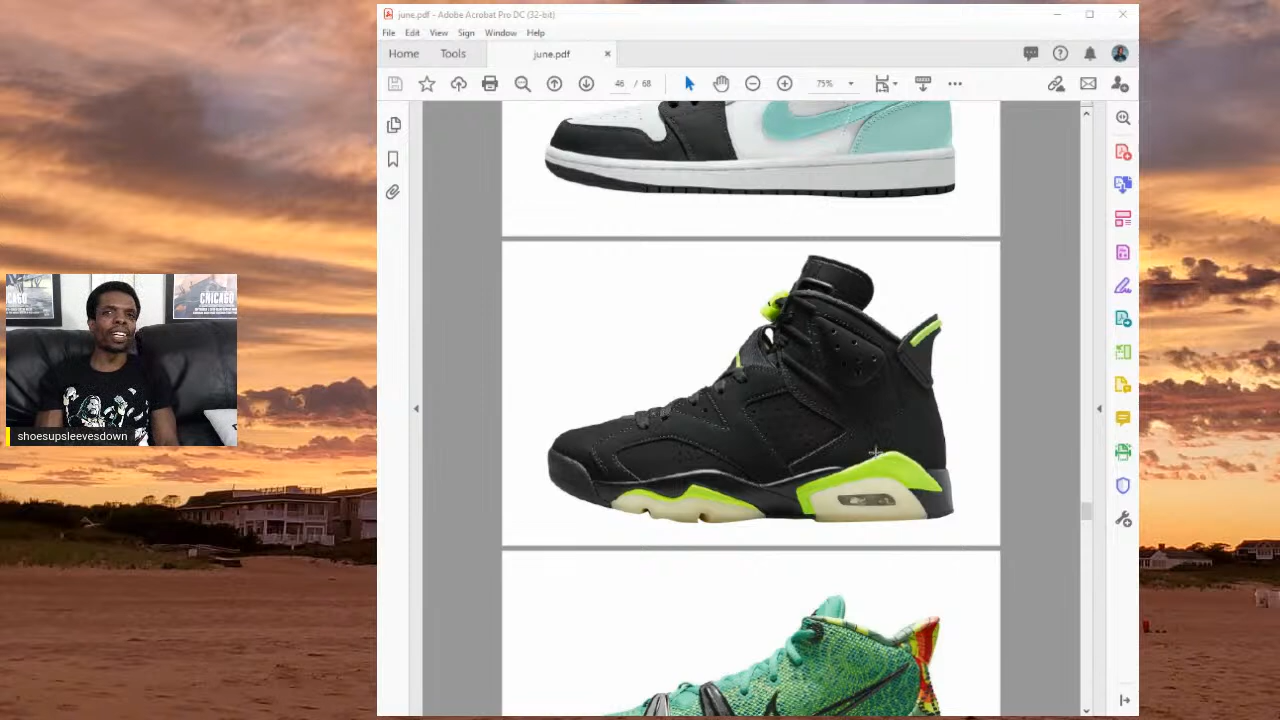 june.pdf - Adobe Acrobat Pro DC (32-bit)
File Edit View Sign Window Help
Home Tools june.pdf
46 / 68 75%
CHICAGO
shoesupsleevesdown